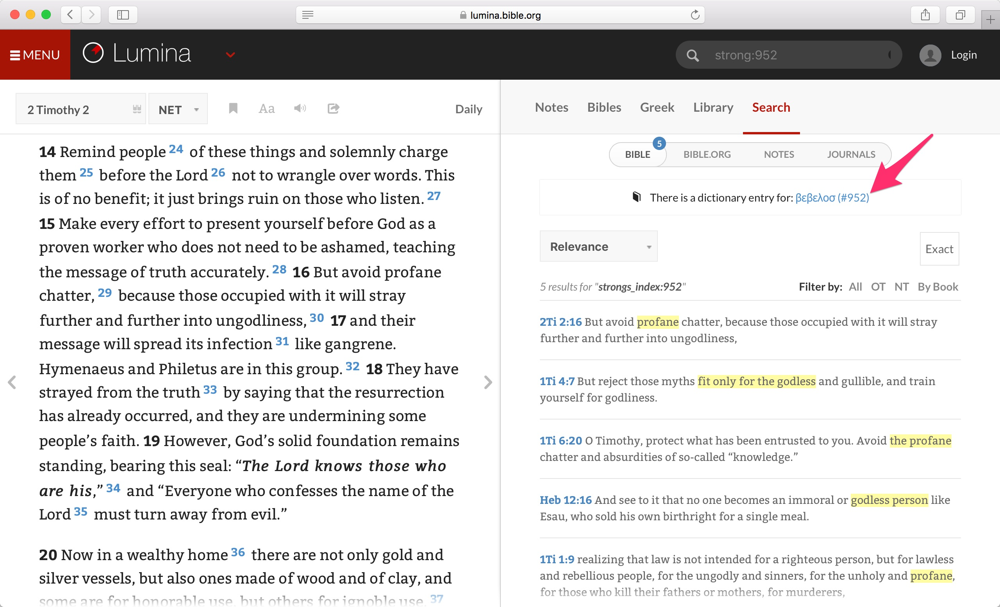 lumina.bible.org
MENU
Lumina
strong:952
Login
2 Timothy 2
NET
Aa
Daily
14 Remind people 24 of these things and solemnly charge
them 25 before the Lord 26 not to wrangle over words. This
is of no benefit; it just brings ruin on those who listen. 27
15 Make every effort to present yourself before God as a
proven worker who does not need to be ashamed, teaching
the message of truth accurately. 28 16 But avoid profane
chatter, 29 because those occupied with it will stray
further and further into ungodliness, 30 17 and their
message will spread its infection 31 like gangrene.
Hymenaeus and Philetus are in this group. 32 18 They have
strayed from the truth 33 by saying that the resurrection
has already occurred, and they are undermining some
people’s faith. 19 However, God’s solid foundation remains
standing, bearing this seal: “The Lord knows those who
are his,” 34 and “Everyone who confesses the name of the
Lord 35 must turn away from evil.”
20 Now in a wealthy home 36 there are not only gold and
silver vessels, but also ones made of wood and of clay, and
some are for honorable use, but others for ignoble use. 37
Notes Bibles Greek Library Search
5
BIBLE BIBLE.ORG NOTES JOURNALS
There is a dictionary entry for: βεβελοσ (#952)
Relevance
Exact
5 results for "strongs_index:952"
Filter by: All OT NT By Book
2Ti 2:16 But avoid profane chatter, because those occupied with it will stray
further and further into ungodliness,
1Ti 4:7 But reject those myths fit only for the godless and gullible, and train
yourself for godliness.
1Ti 6:20 O Timothy, protect what has been entrusted to you. Avoid the profane
chatter and absurdities of so-called “knowledge.”
Heb 12:16 And see to it that no one becomes an immoral or godless person like
Esau, who sold his own birthright for a single meal.
1Ti 1:9 realizing that law is not intended for a righteous person, but for lawless
and rebellious people, for the ungodly and sinners, for the unholy and profane,
for those who kill their fathers or mothers, for murderers,